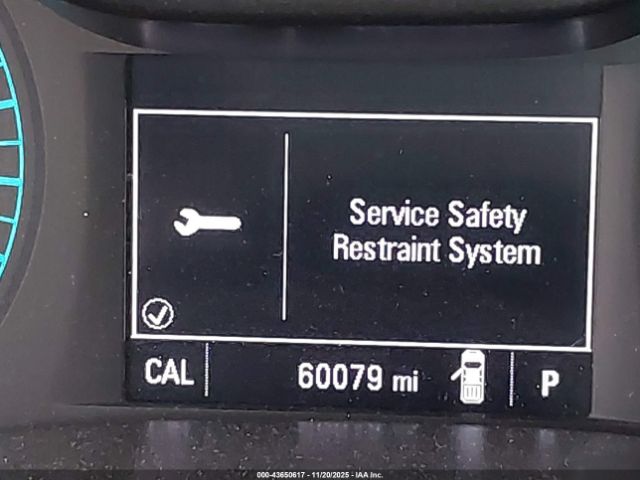 Service Safety
Restraint System
CAL 60079 mi P
000-43650617 - 11/20/2025 - IAA Inc.